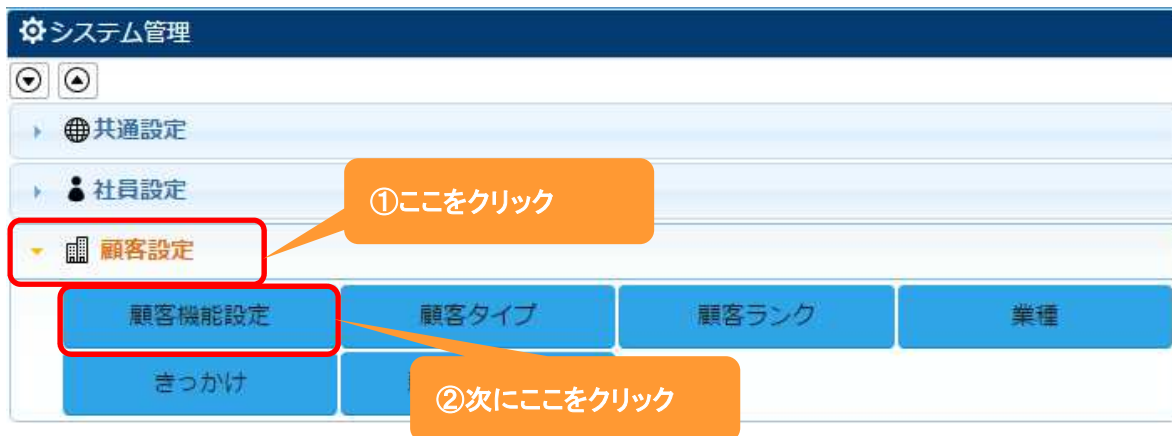 システム管理
共通設定
社員設定
①ここをクリック
顧客設定
顧客機能設定 顧客タイプ 顧客ランク 業種
きっかけ
②次にここをクリック